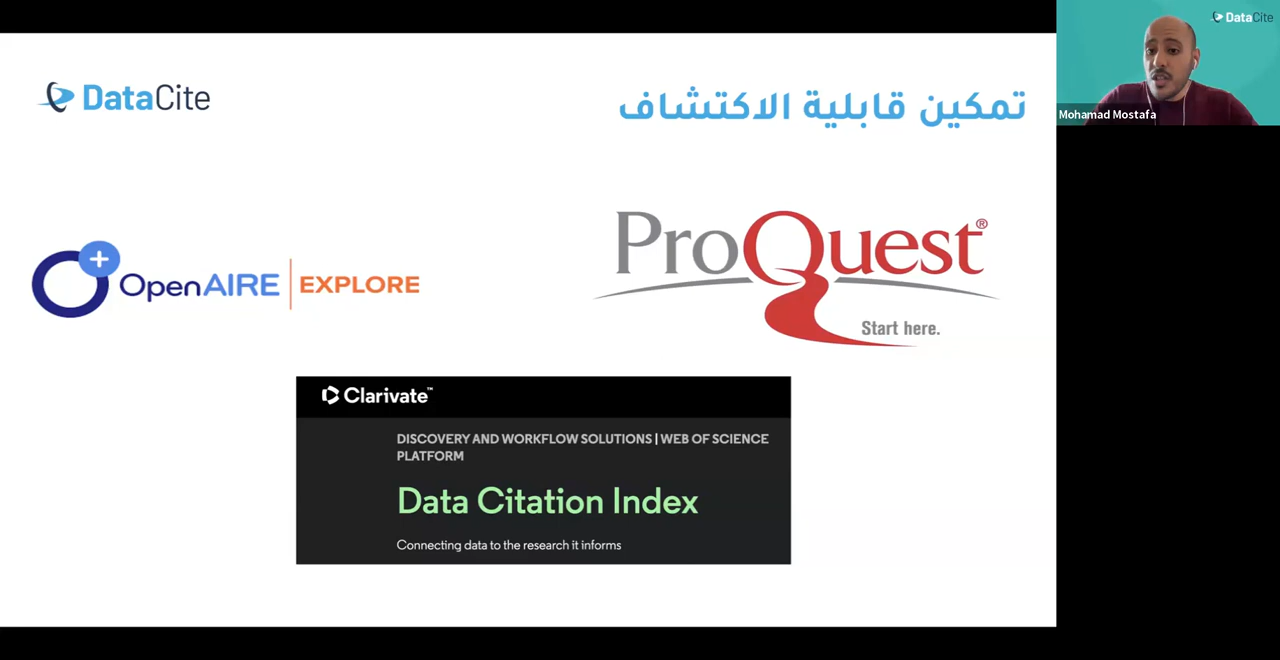 DataCite
تمكين قابلية الاكتشاف
OpenAIRE | EXPLORE
ProQuest®
Start here.
Clarivate™
DISCOVERY AND WORKFLOW SOLUTIONS | WEB OF SCIENCE
PLATFORM
Data Citation Index
Connecting data to the research it informs
DataCite
Mohamad Mostafa